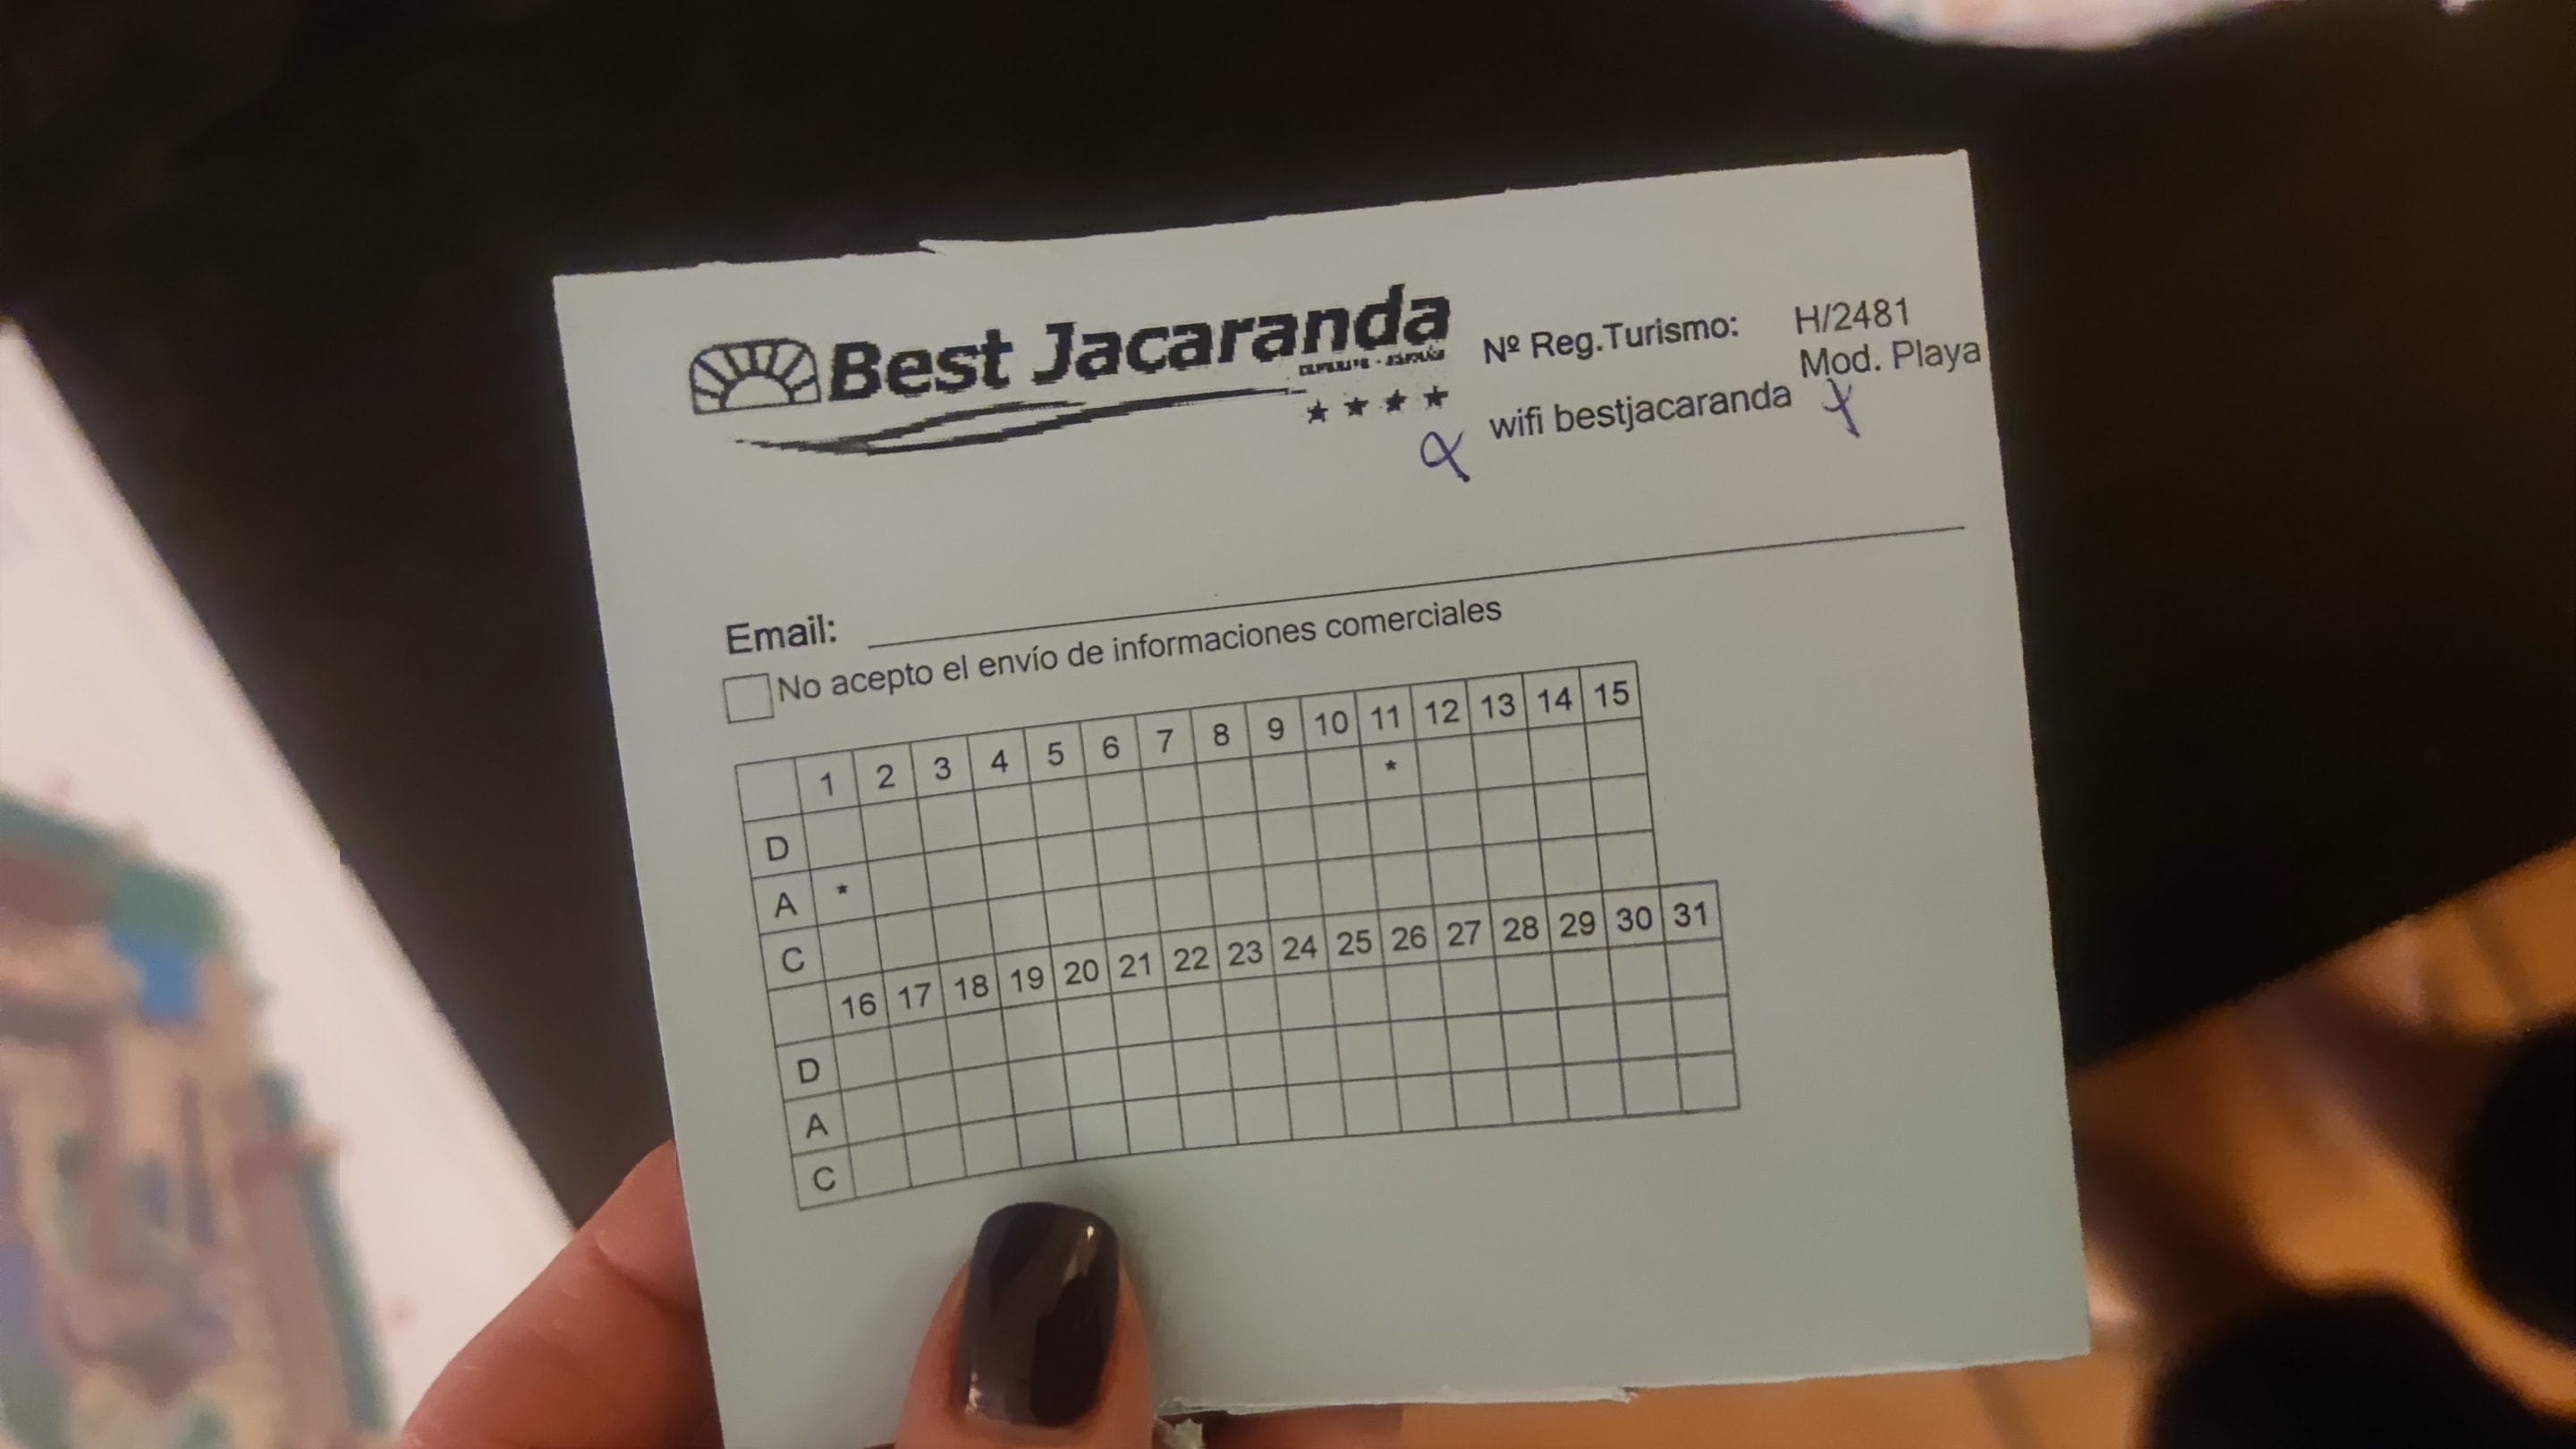 Best Jacaranda
★ ★ ★ ★
Nº Reg.Turismo: H/2481
Mod. Playa
wifi bestjacaranda
Email:
No acepto el envío de informaciones comerciales
1 2 3 4 5 6 7 8 9 10 11 12 13 14 15
D *
A *
C
16 17 18 19 20 21 22 23 24 25 26 27 28 29 30 31
D
A
C